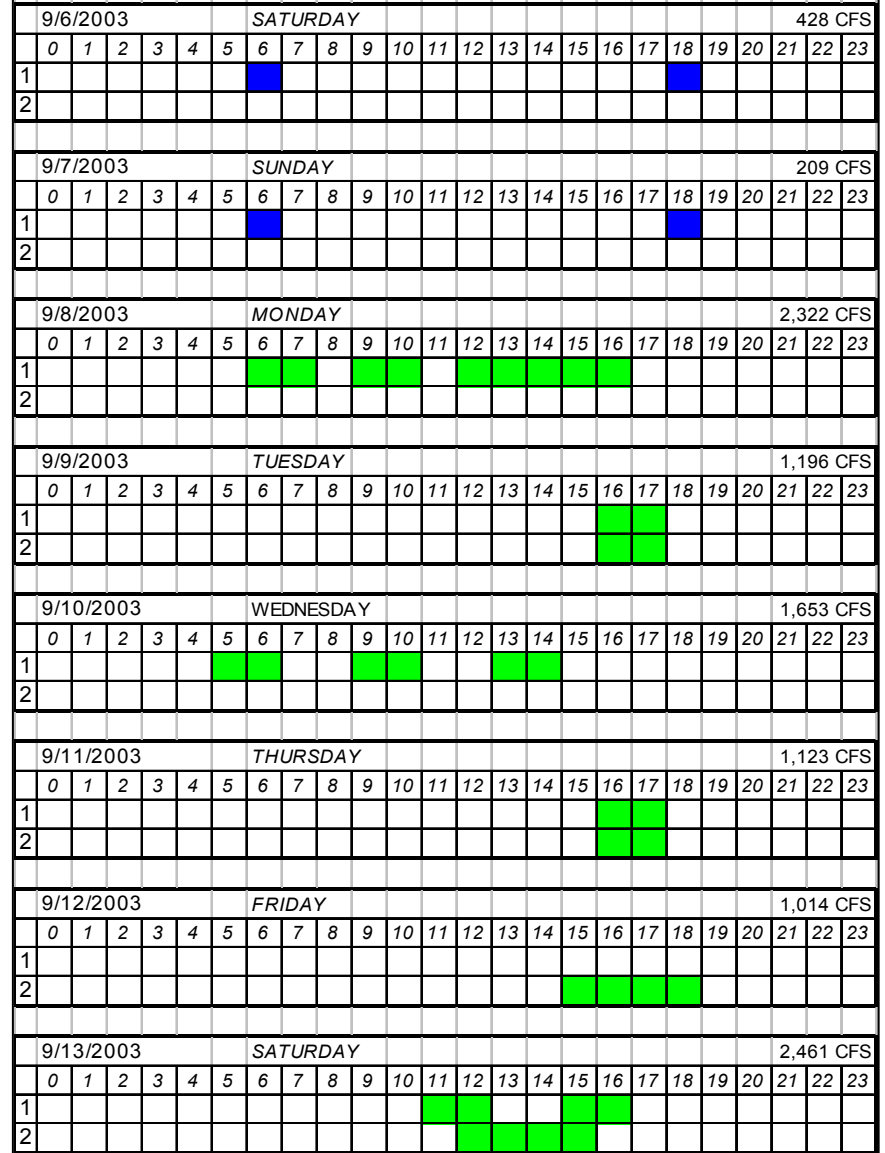 9/6/2003 SATURDAY 428 CFS
0 1 2 3 4 5 6 7 8 9 10 11 12 13 14 15 16 17 18 19 20 21 22 23
1
2
9/7/2003 SUNDAY 209 CFS
0 1 2 3 4 5 6 7 8 9 10 11 12 13 14 15 16 17 18 19 20 21 22 23
1
2
9/8/2003 MONDAY 2,322 CFS
0 1 2 3 4 5 6 7 8 9 10 11 12 13 14 15 16 17 18 19 20 21 22 23
1
2
9/9/2003 TUESDAY 1,196 CFS
0 1 2 3 4 5 6 7 8 9 10 11 12 13 14 15 16 17 18 19 20 21 22 23
1
2
9/10/2003 WEDNESDAY 1,653 CFS
0 1 2 3 4 5 6 7 8 9 10 11 12 13 14 15 16 17 18 19 20 21 22 23
1
2
9/11/2003 THURSDAY 1,123 CFS
0 1 2 3 4 5 6 7 8 9 10 11 12 13 14 15 16 17 18 19 20 21 22 23
1
2
9/12/2003 FRIDAY 1,014 CFS
0 1 2 3 4 5 6 7 8 9 10 11 12 13 14 15 16 17 18 19 20 21 22 23
1
2
9/13/2003 SATURDAY 2,461 CFS
0 1 2 3 4 5 6 7 8 9 10 11 12 13 14 15 16 17 18 19 20 21 22 23
1
2